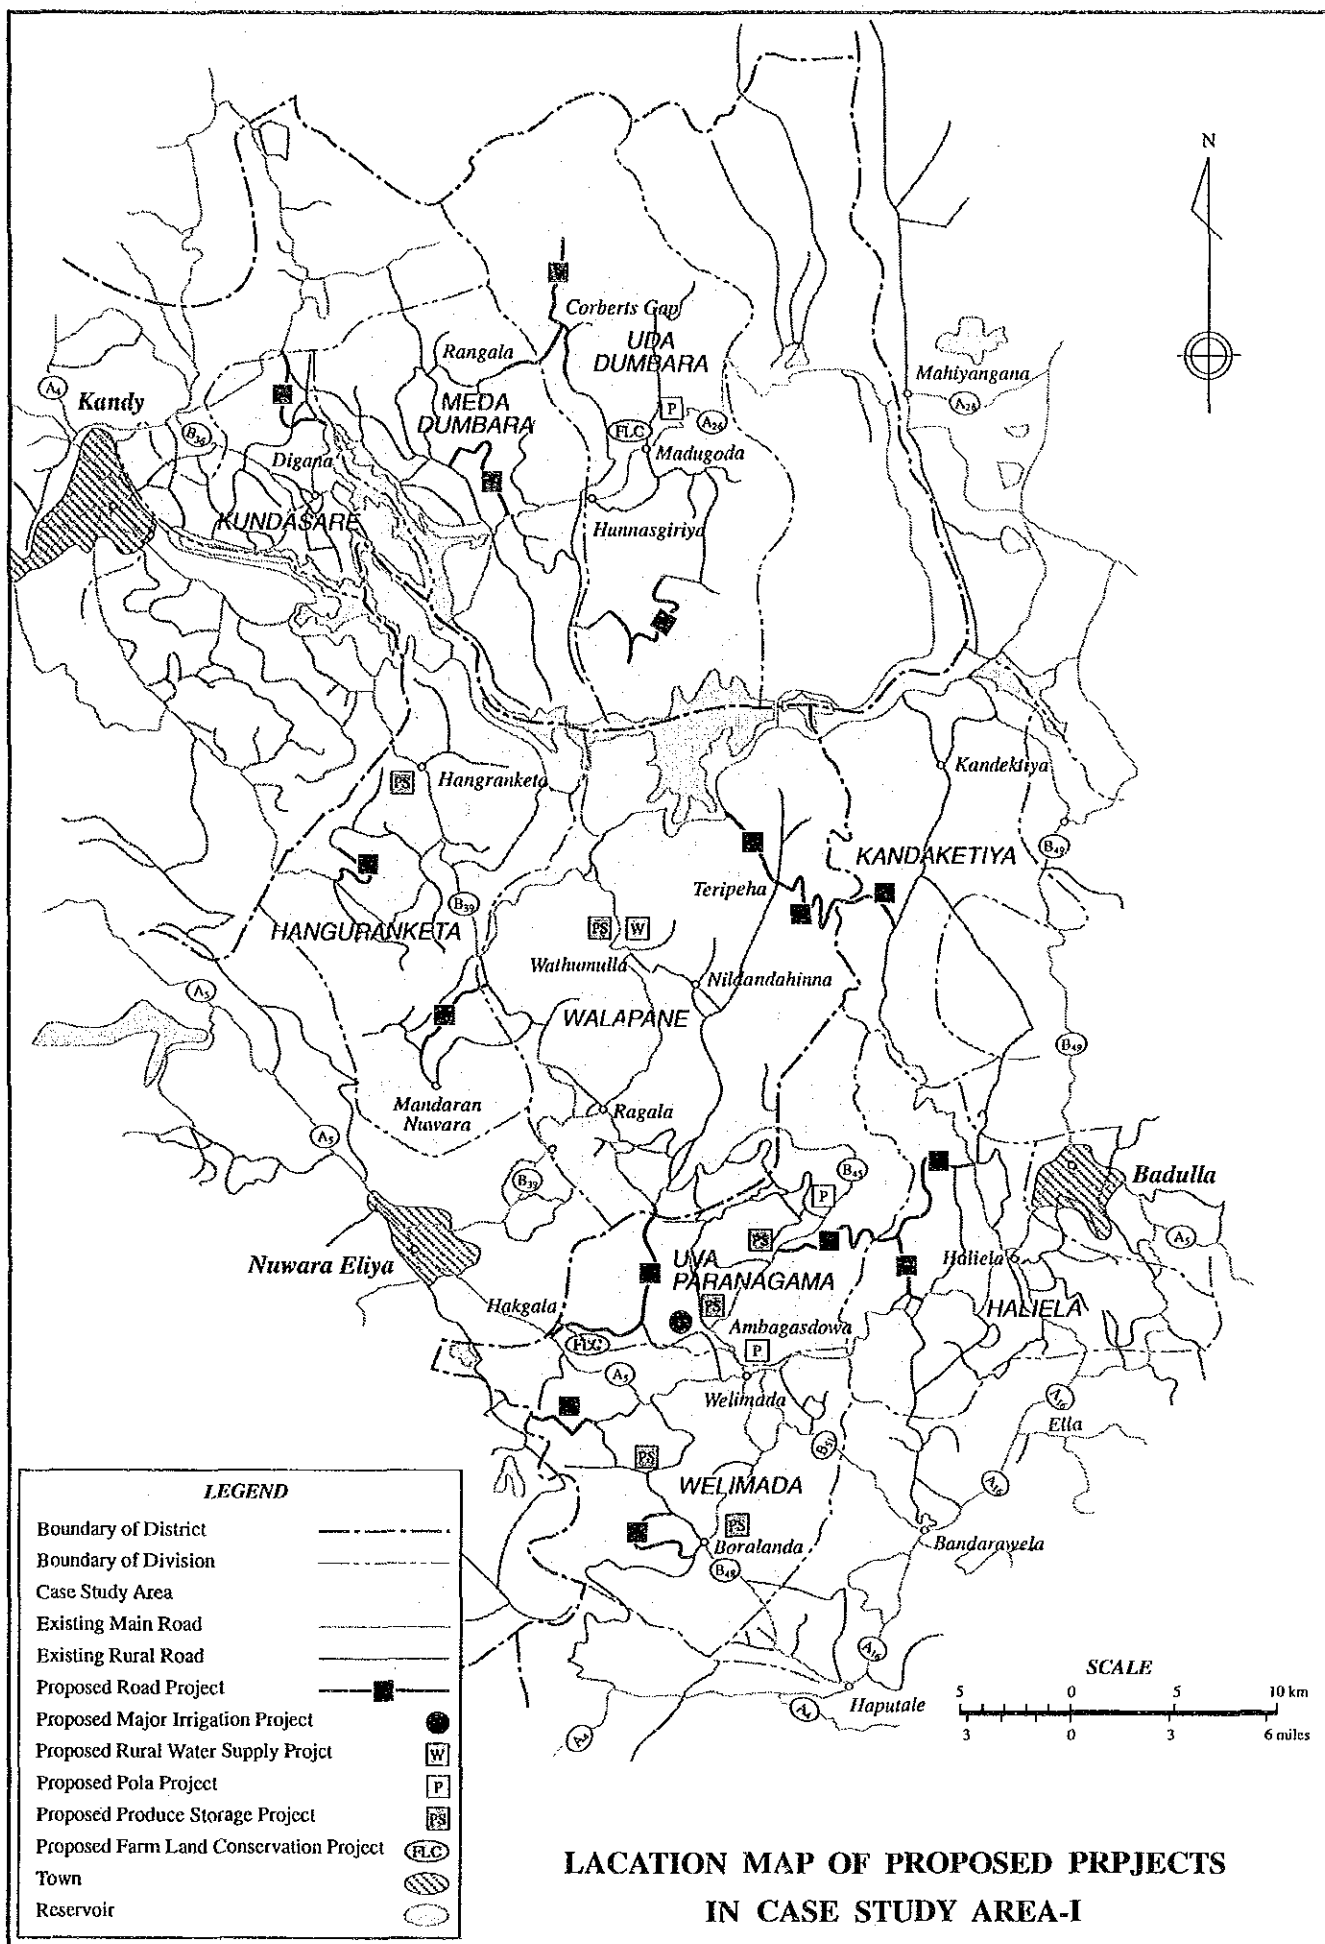 N
Corberts Gap
UDA
DUMBARA
Rangala
Mahiyangana
A4
Kandy
MEDA
DUMBARA
P
A26
A26
B36
FLC
Madugoda
Digana
KUNDASARE
Hunnasgiriya
PS
Hangranketa
Kandektiya
B49
KANDAKETIYA
Teripeha
B39
HANGURANKETA
PS
W
Wathumulla
Nildandahinna
A5
WALAPANE
B49
Mandaran
Nuwara
Ragala
A5
B39
B45
P
Badulla
PS
UVA
PARANAGAMA
A5
Nuwara Eliya
Haliela
HALIELA
Hakgala
PS
Ambagasdowa
FLC
P
A5
Welimada
A16
Ella
B51
PS
WELIMADA
A16
PS
Boralanda
Bandarawela
B48
A16
Haputale
A4
A4
LEGEND
Boundary of District
Boundary of Division
Case Study Area
Existing Main Road
Existing Rural Road
Proposed Road Project
Proposed Major Irrigation Project
Proposed Rural Water Supply Projct W
Proposed Pola Project P
Proposed Produce Storage Project PS
Proposed Farm Land Conservation Project FLC
Town
Reservoir
SCALE
5 0 5 10 km
3 0 3 6 miles
LACATION MAP OF PROPOSED PRPJECTS
IN CASE STUDY AREA-I